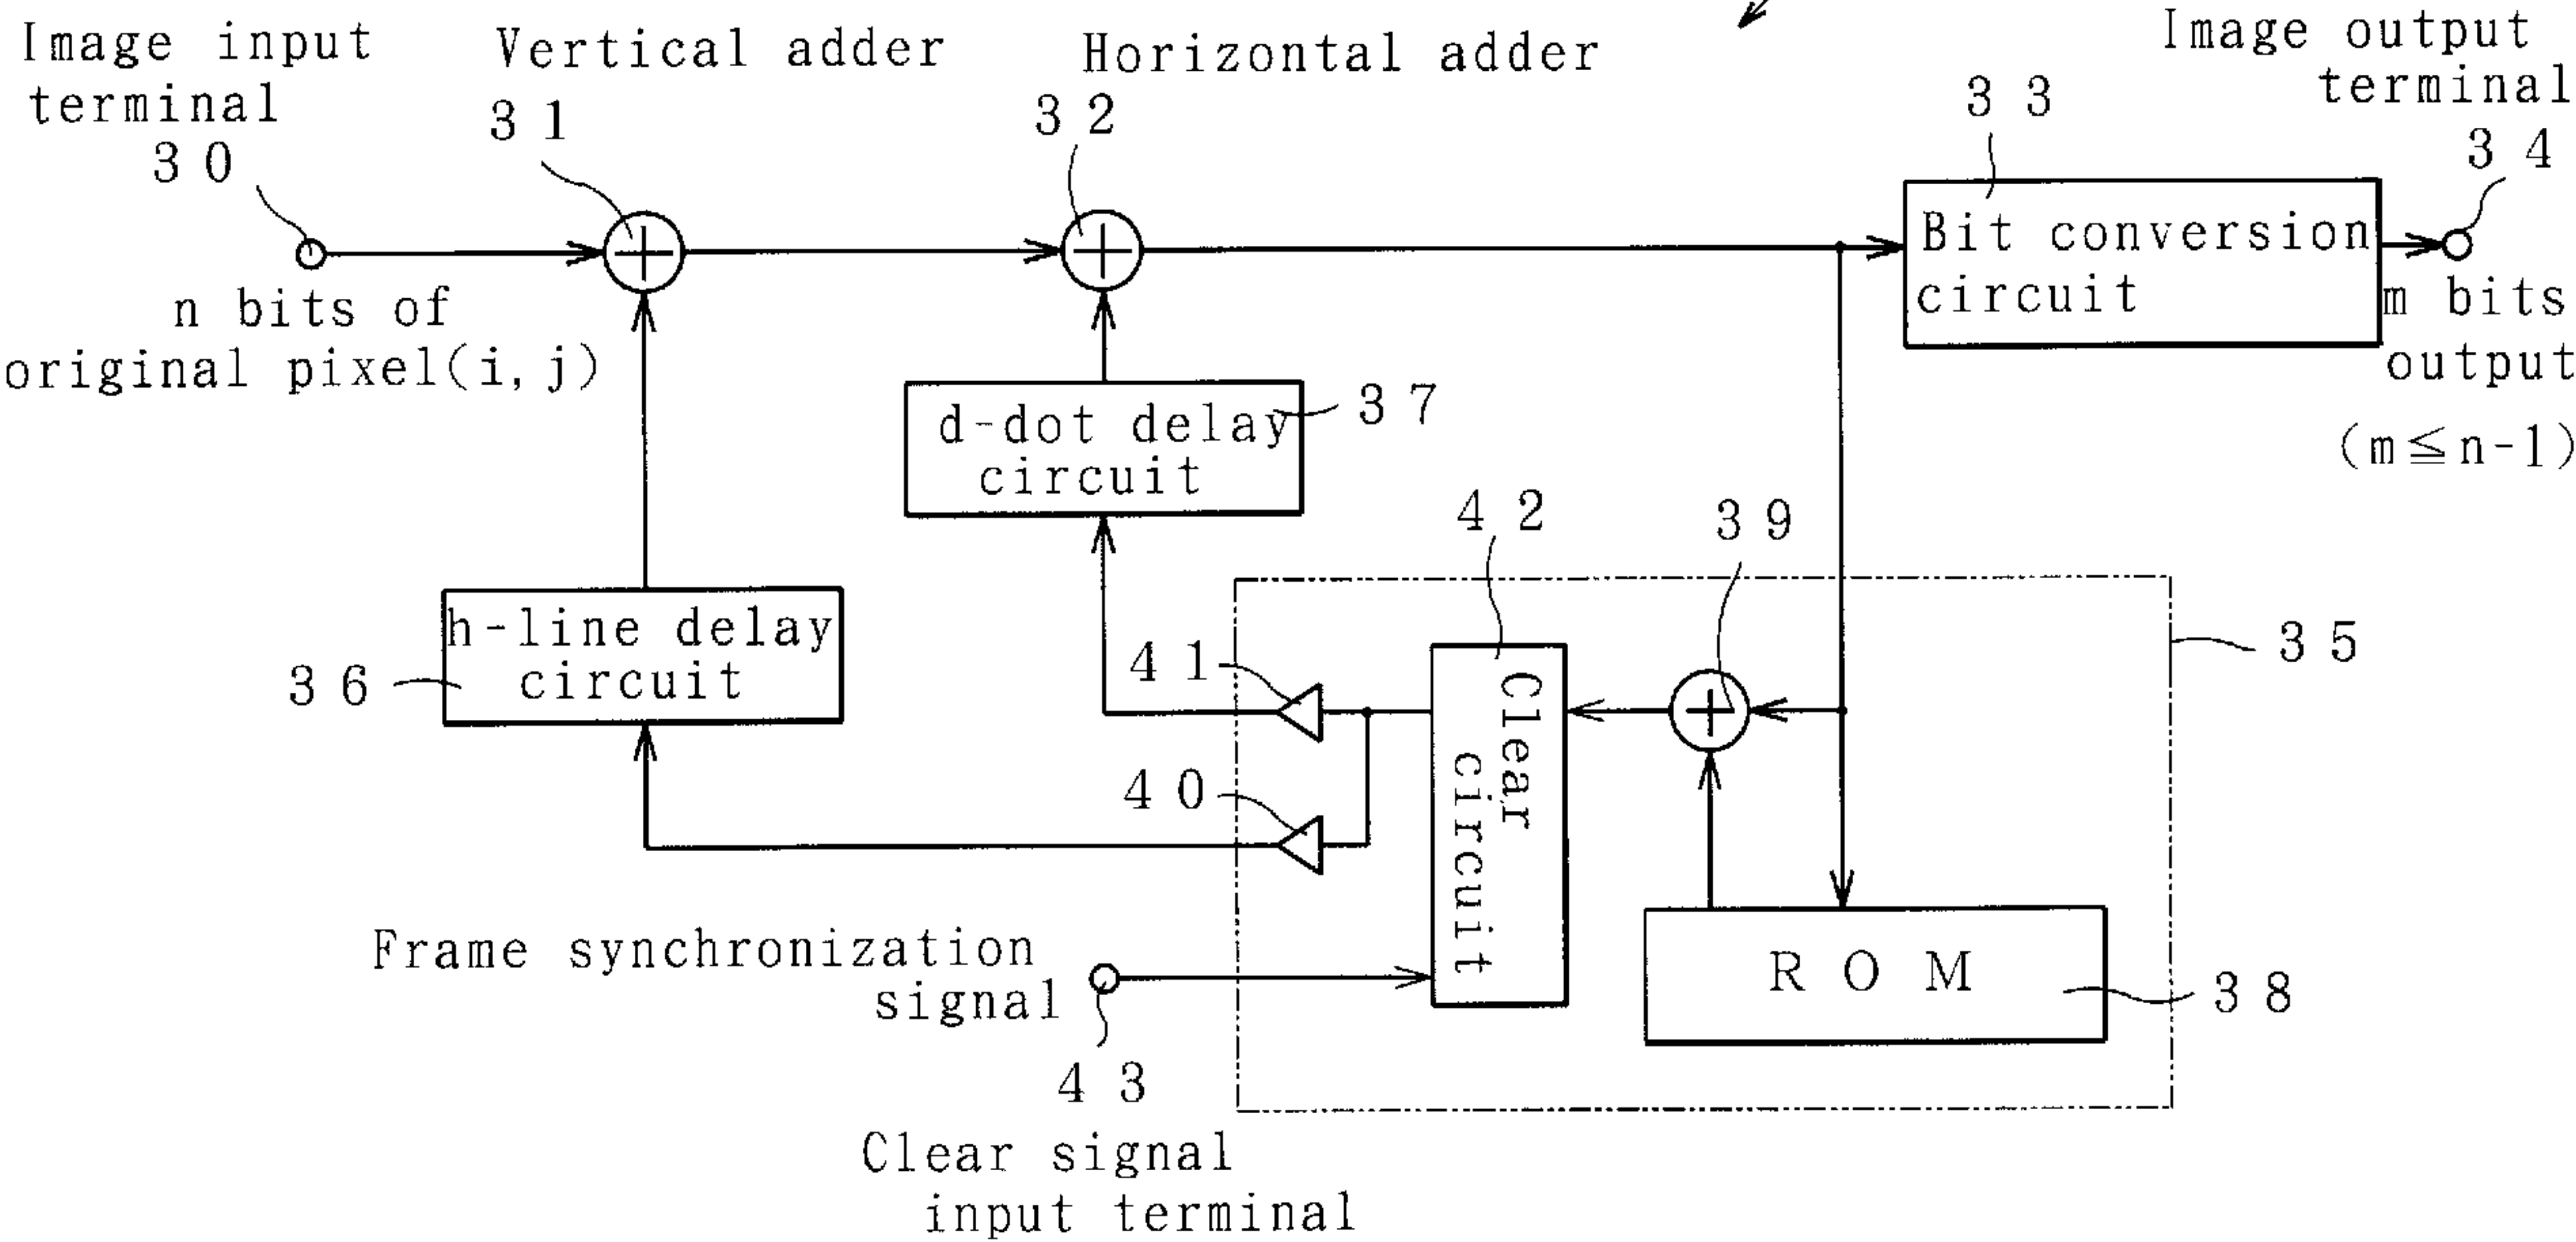 Image input
terminal
30
Vertical adder
31
Horizontal adder
32
33
Image output
terminal
34
n bits of
original pixel(i, j)
Bit conversion
circuit
m bits
output
(m≦n-1)
d-dot delay
circuit
37
h-line delay
circuit
36
42
39
35
41
40
Clear
circuit
ROM
38
Frame synchronization
signal
43
Clear signal
input terminal